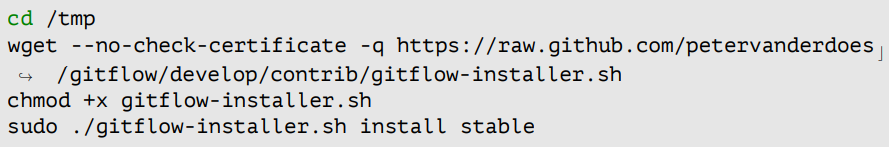 cd /tmp
wget --no-check-certificate -q https://raw.github.com/petervanderdoes⌋
↪ /gitflow/develop/contrib/gitflow-installer.sh
chmod +x gitflow-installer.sh
sudo ./gitflow-installer.sh install stable